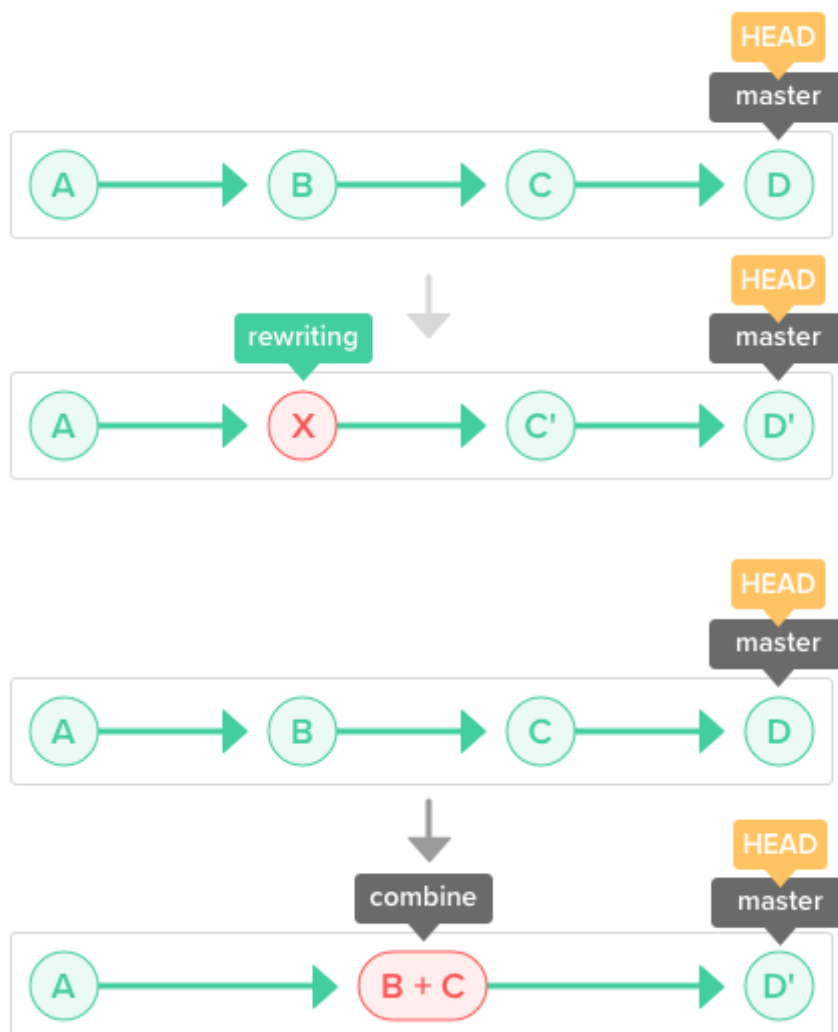 HEAD
master
A B C D
HEAD
rewriting master
A X C' D'
HEAD
master
A B C D
HEAD
combine master
A B + C D'